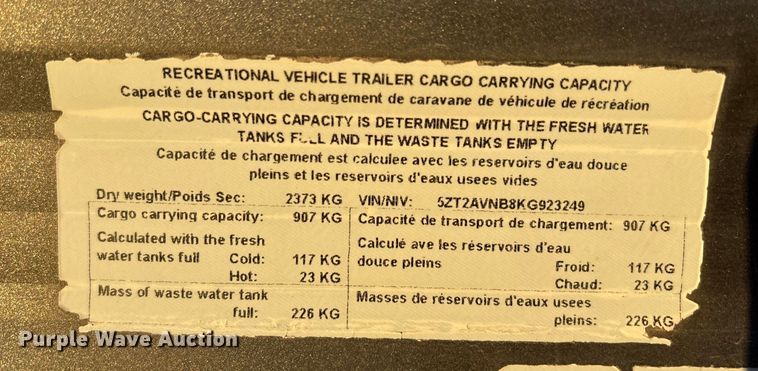 RECREATIONAL VEHICLE TRAILER CARGO CARRYING CAPACITY
Capacité de transport de chargement de caravane de véhicule de récréation
CARGO-CARRYING CAPACITY IS DETERMINED WITH THE FRESH WATER
TANKS FULL AND THE WASTE TANKS EMPTY
Capacité de chargement est calculee avec les reservoirs d'eau douce
pleins et les reservoirs d'eaux usees vides
Dry weight/Poids Sec: 2373 KG VIN/NIV: 5ZT2AVNB8KG923249
Cargo carrying capacity: 907 KG Capacité de transport de chargement: 907 KG
Calculated with the fresh Calculé ave les réservoirs d'eau
water tanks full Cold: 117 KG douce pleins Froid: 117 KG
Hot: 23 KG Chaud: 23 KG
Mass of waste water tank Masses de réservoirs d'eaux usees
full: 226 KG pleins: 226 KG
Purple Wave Auction